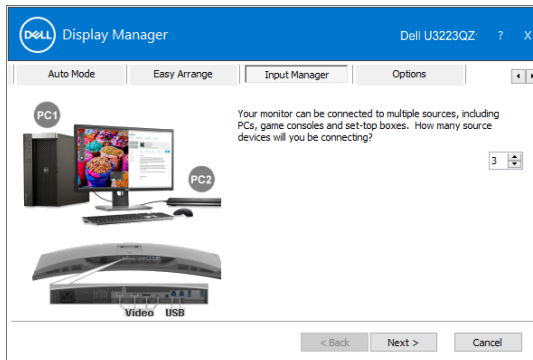 DELL Display Manager
Dell U3223QZ ? X
Auto Mode Easy Arrange Input Manager Options
PC1
PC2
Your monitor can be connected to multiple sources, including
PCs, game consoles and set-top boxes. How many source
devices will you be connecting?
3
Video USB
< Back Next > Cancel